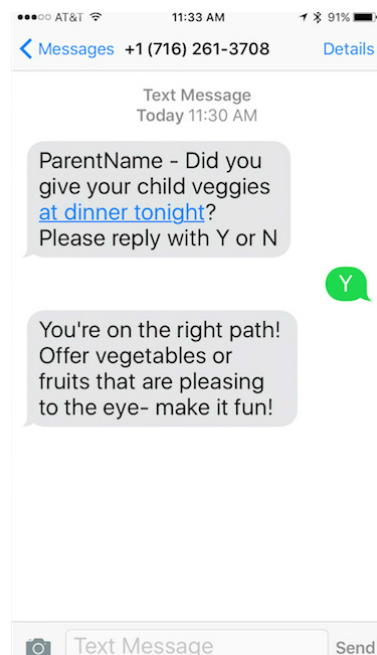 AT&T 11:33 AM 91%
Messages +1 (716) 261-3708 Details
Text Message
Today 11:30 AM
ParentName - Did you
give your child veggies
at dinner tonight?
Please reply with Y or N
Y
You're on the right path!
Offer vegetables or
fruits that are pleasing
to the eye- make it fun!
Text Message Send